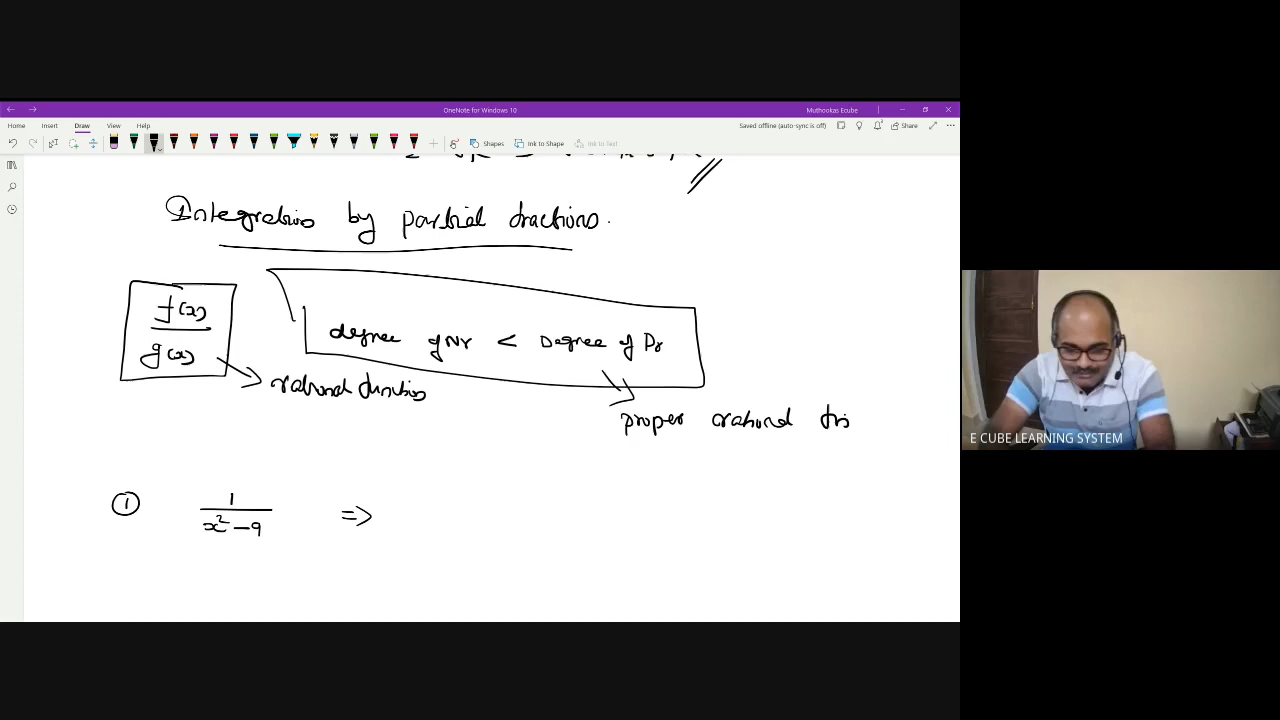 OneNote for Windows 10
Muthookas Ecube
Home Insert Draw View Help
Saved offline (auto-sync is off)
Share
Shapes
Ink to Shape
Ink to Text
Integration by partial fractions.
f(x)
g(x)
degree of Nr < Degree of Dr
rational function
proper rational fn
E CUBE LEARNING SYSTEM
① 1
x² - 9 =>